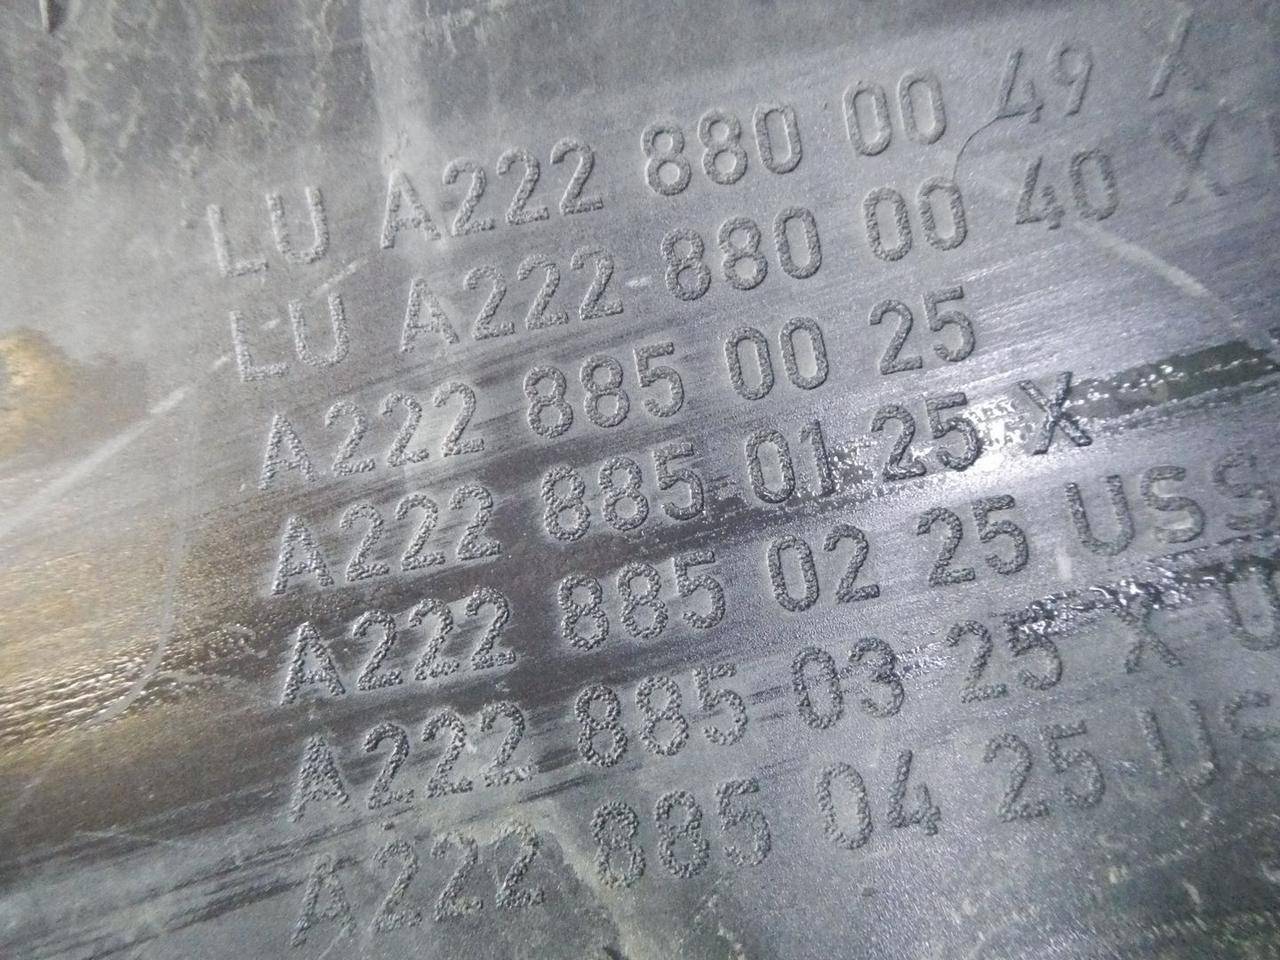 LU A222 880 00 49 X
LU A222 880 00 40 X
A222 885 00 25
A222 885 01 25 X
A222 885 02 25 USS
A222 885 03 25 X U
A222 885 04 25 US